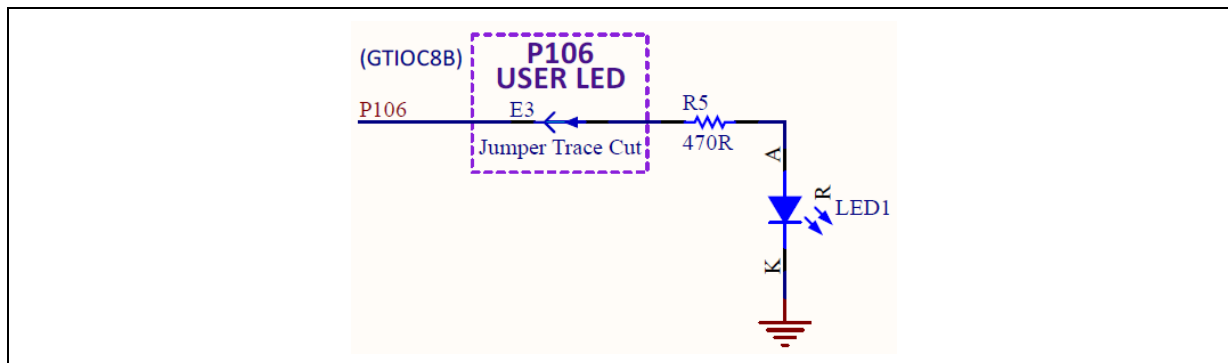 (GTIOC8B)
P106
USER LED
P106
E3
Jumper Trace Cut
R5
470R
A
R
LED1
K